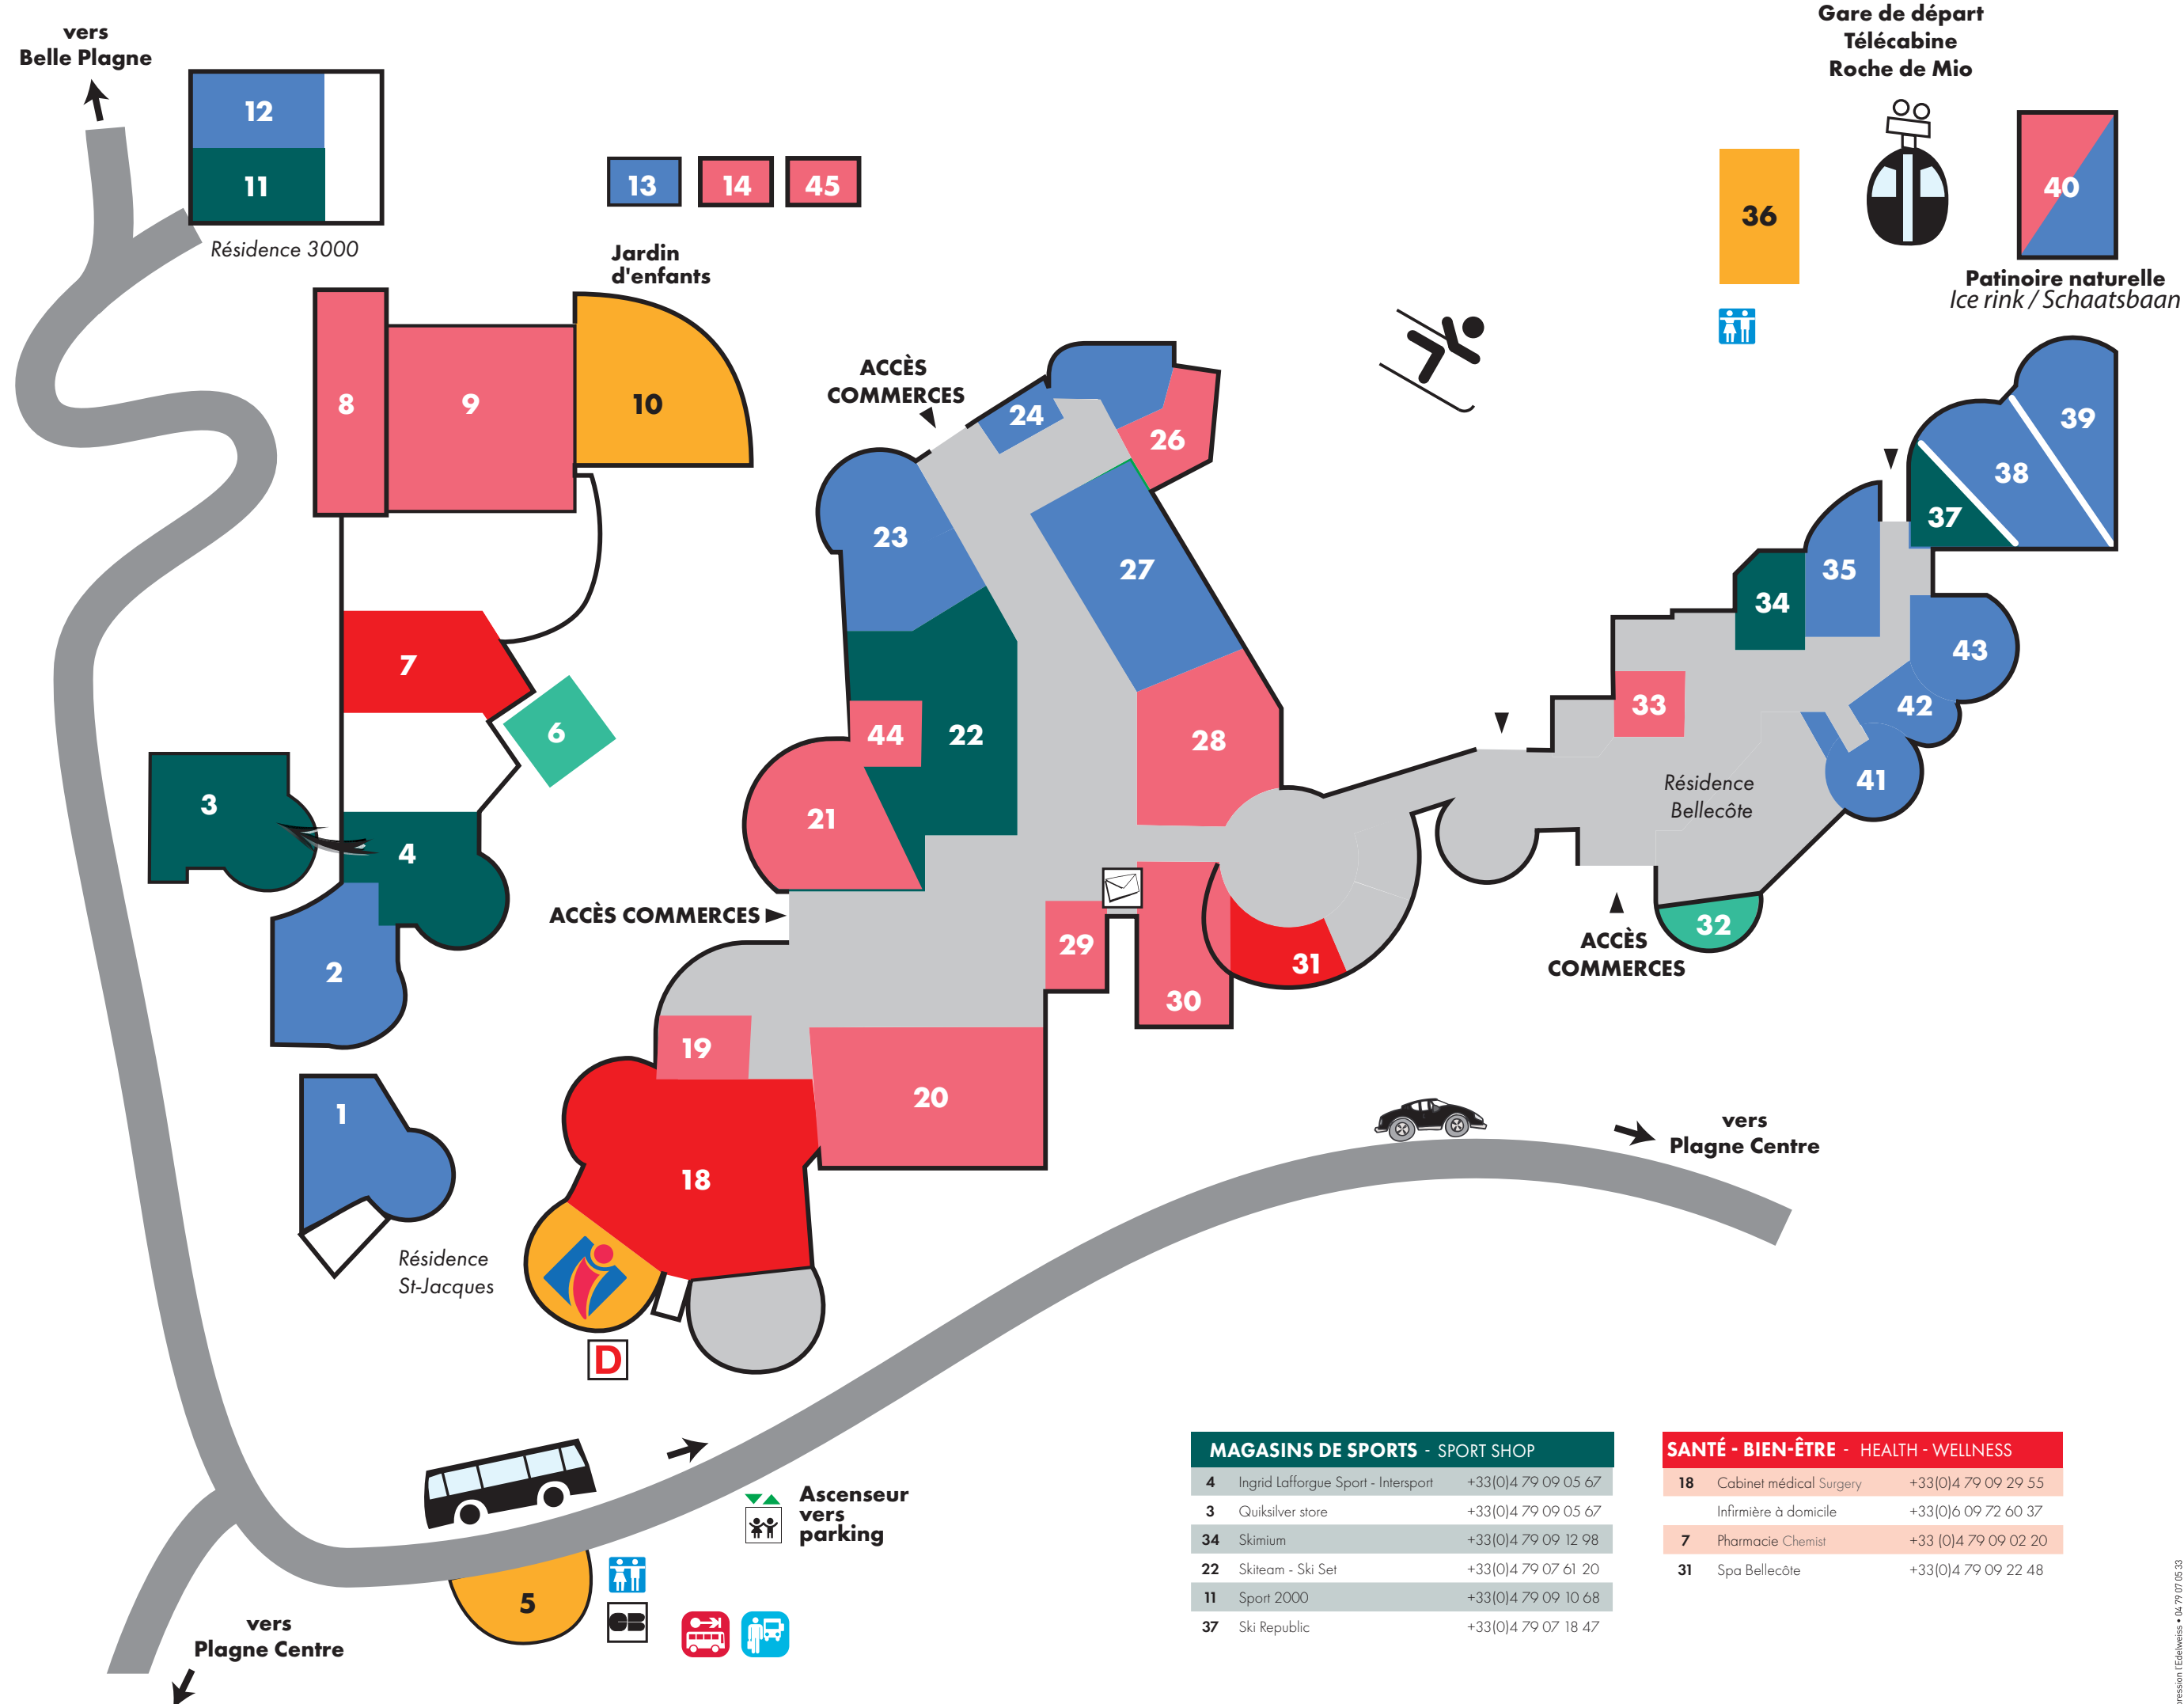 vers
Belle Plagne
12
11
Résidence 3000
13
14
45
Jardin
d'enfants
Gare de départ
Télécabine
Roche de Mio
36
40
Patinoire naturelle
Ice rink / Schaatsbaan
8
9
10
ACCÈS
COMMERCES
24
26
23
27
39
38
37
35
34
43
42
41
33
Résidence
Bellecôte
7
6
44
22
28
21
3
4
2
ACCÈS COMMERCES
29
30
31
32
ACCÈS
COMMERCES
19
20
1
18
Résidence
St-Jacques
D
vers
Plagne Centre
Ascenseur
vers
parking
5
CB
vers
Plagne Centre
MAGASINS DE SPORTS - SPORT SHOP
4 Ingrid Lafforgue Sport - Intersport +33(0)4 79 09 05 67
3 Quiksilver store +33(0)4 79 09 05 67
34 Skimium +33(0)4 79 09 12 98
22 Skiteam - Ski Set +33(0)4 79 07 61 20
11 Sport 2000 +33(0)4 79 09 10 68
37 Ski Republic +33(0)4 79 07 18 47
SANTÉ - BIEN-ÊTRE - HEALTH - WELLNESS
18 Cabinet médical Surgery +33(0)4 79 09 29 55
Infirmière à domicile +33(0)6 09 72 60 37
7 Pharmacie Chemist +33 (0)4 79 09 02 20
31 Spa Bellecôte +33(0)4 79 09 22 48
l'Edelweiss • 04 79 07 05 33